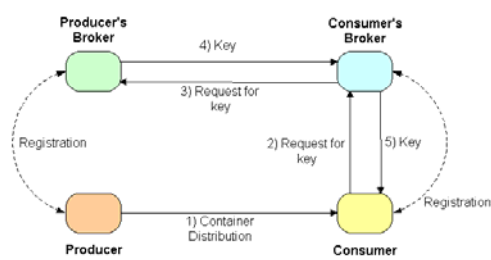 Producer's
Broker
Consumer's
Broker
4) Key
3) Request for
key
Registration
2) Request for
key
5) Key
Registration
1) Container
Distribution
Producer
Consumer